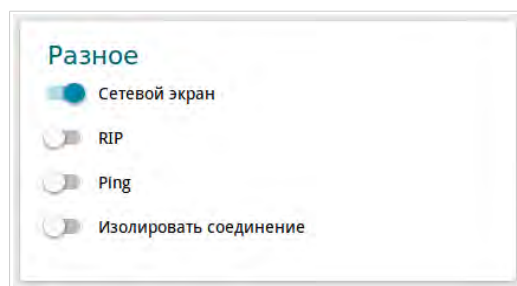 Разное
Сетевой экран
RIP
Ping
Изолировать соединение